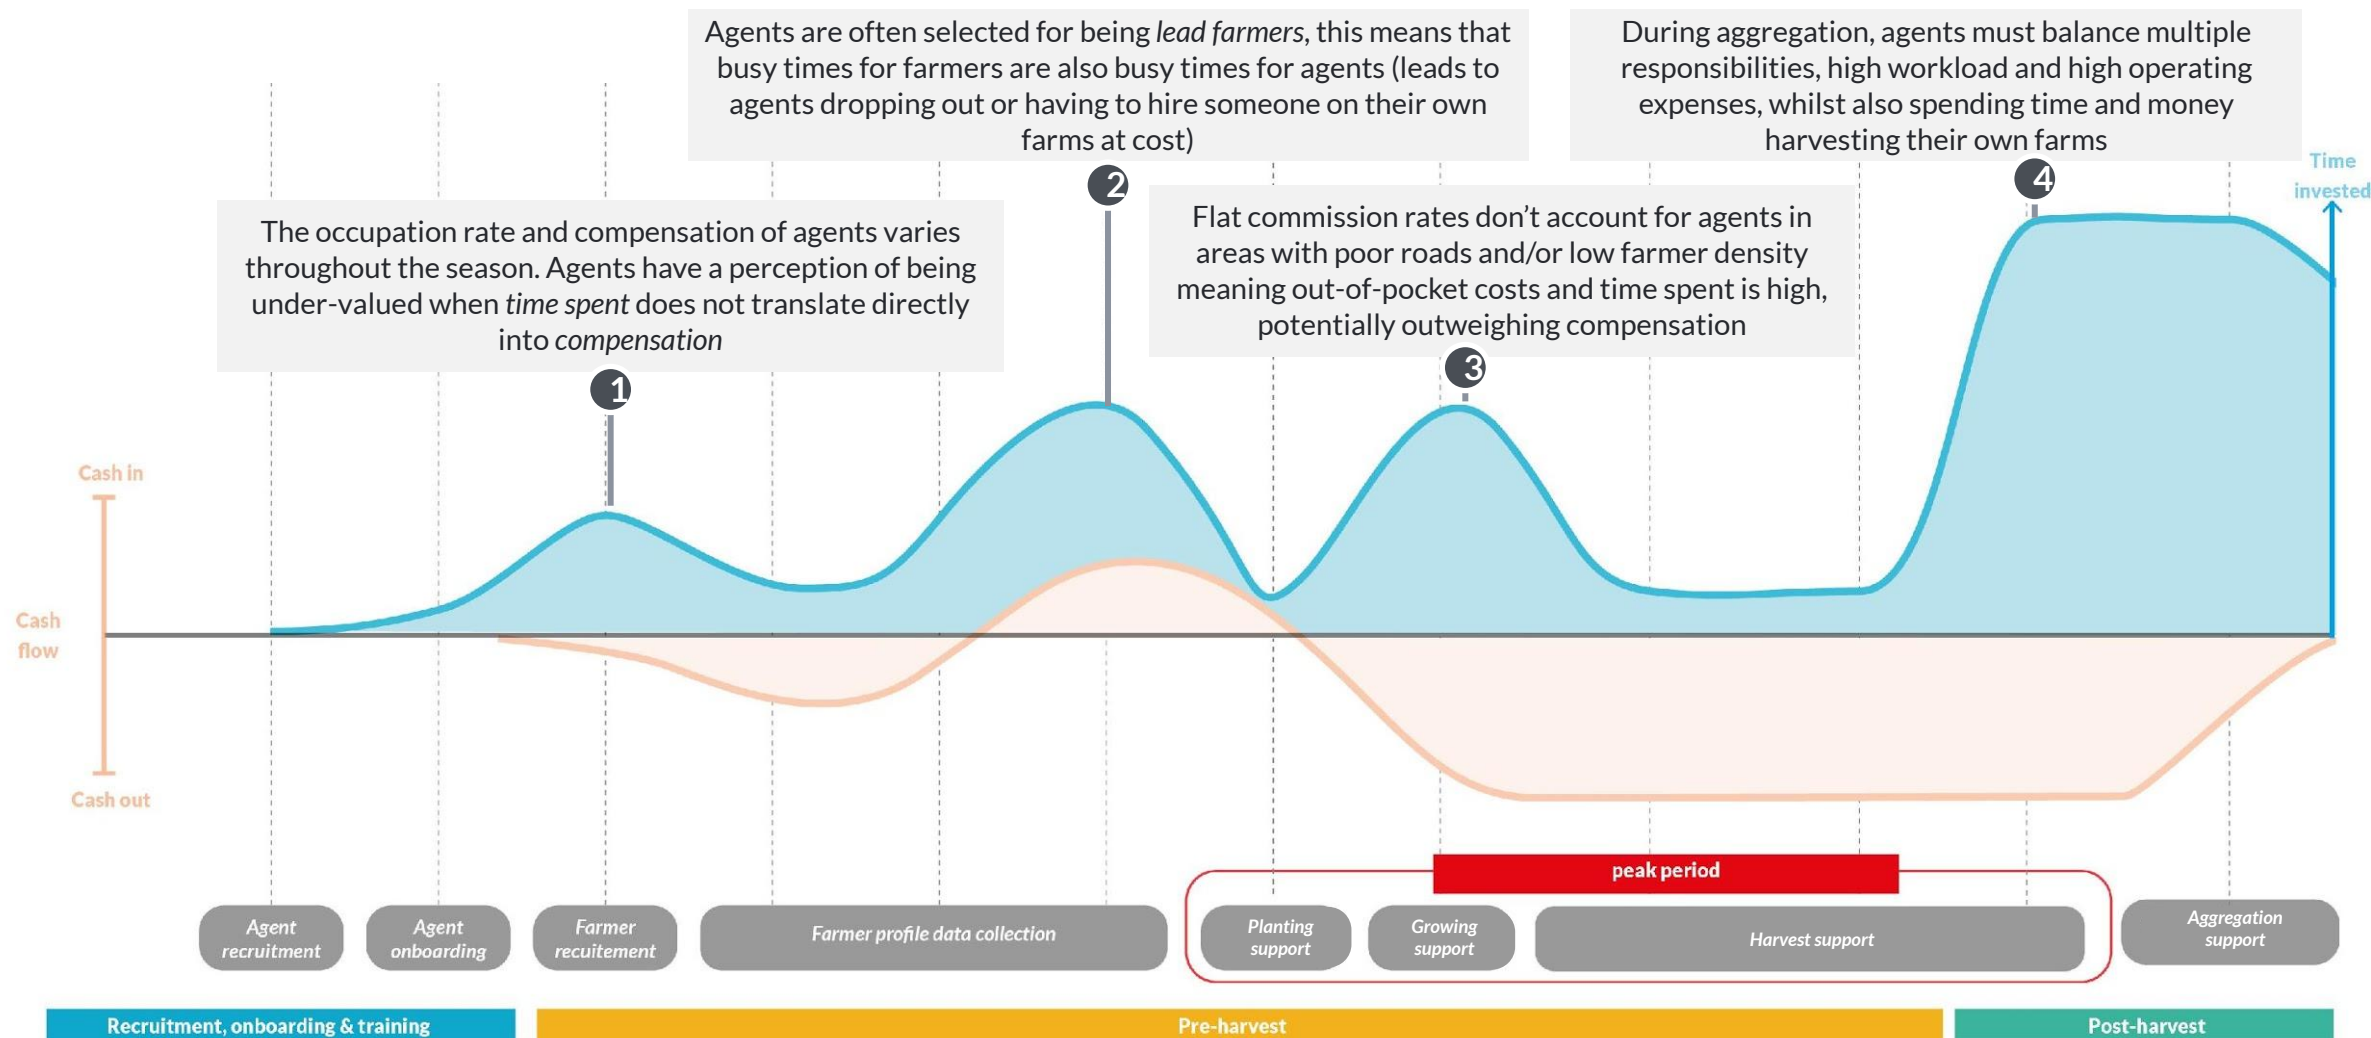 Agents are often selected for being lead farmers, this means that
busy times for farmers are also busy times for agents (leads to
agents dropping out or having to hire someone on their own
farms at cost)
During aggregation, agents must balance multiple
responsibilities, high workload and high operating
expenses, whilst also spending time and money
harvesting their own farms
Time
invested
2
4
The occupation rate and compensation of agents varies
throughout the season. Agents have a perception of being
under-valued when time spent does not translate directly
into compensation
Flat commission rates don’t account for agents in
areas with poor roads and/or low farmer density
meaning out-of-pocket costs and time spent is high,
potentially outweighing compensation
1
3
Cash in
Cash
flow
Cash out
peak period
Agent
recruitment
Agent
onboarding
Farmer
recuitement
Farmer profile data collection
Planting
support
Growing
support
Harvest support
Aggregation
support
Recruitment, onboarding & training
Pre-harvest
Post-harvest